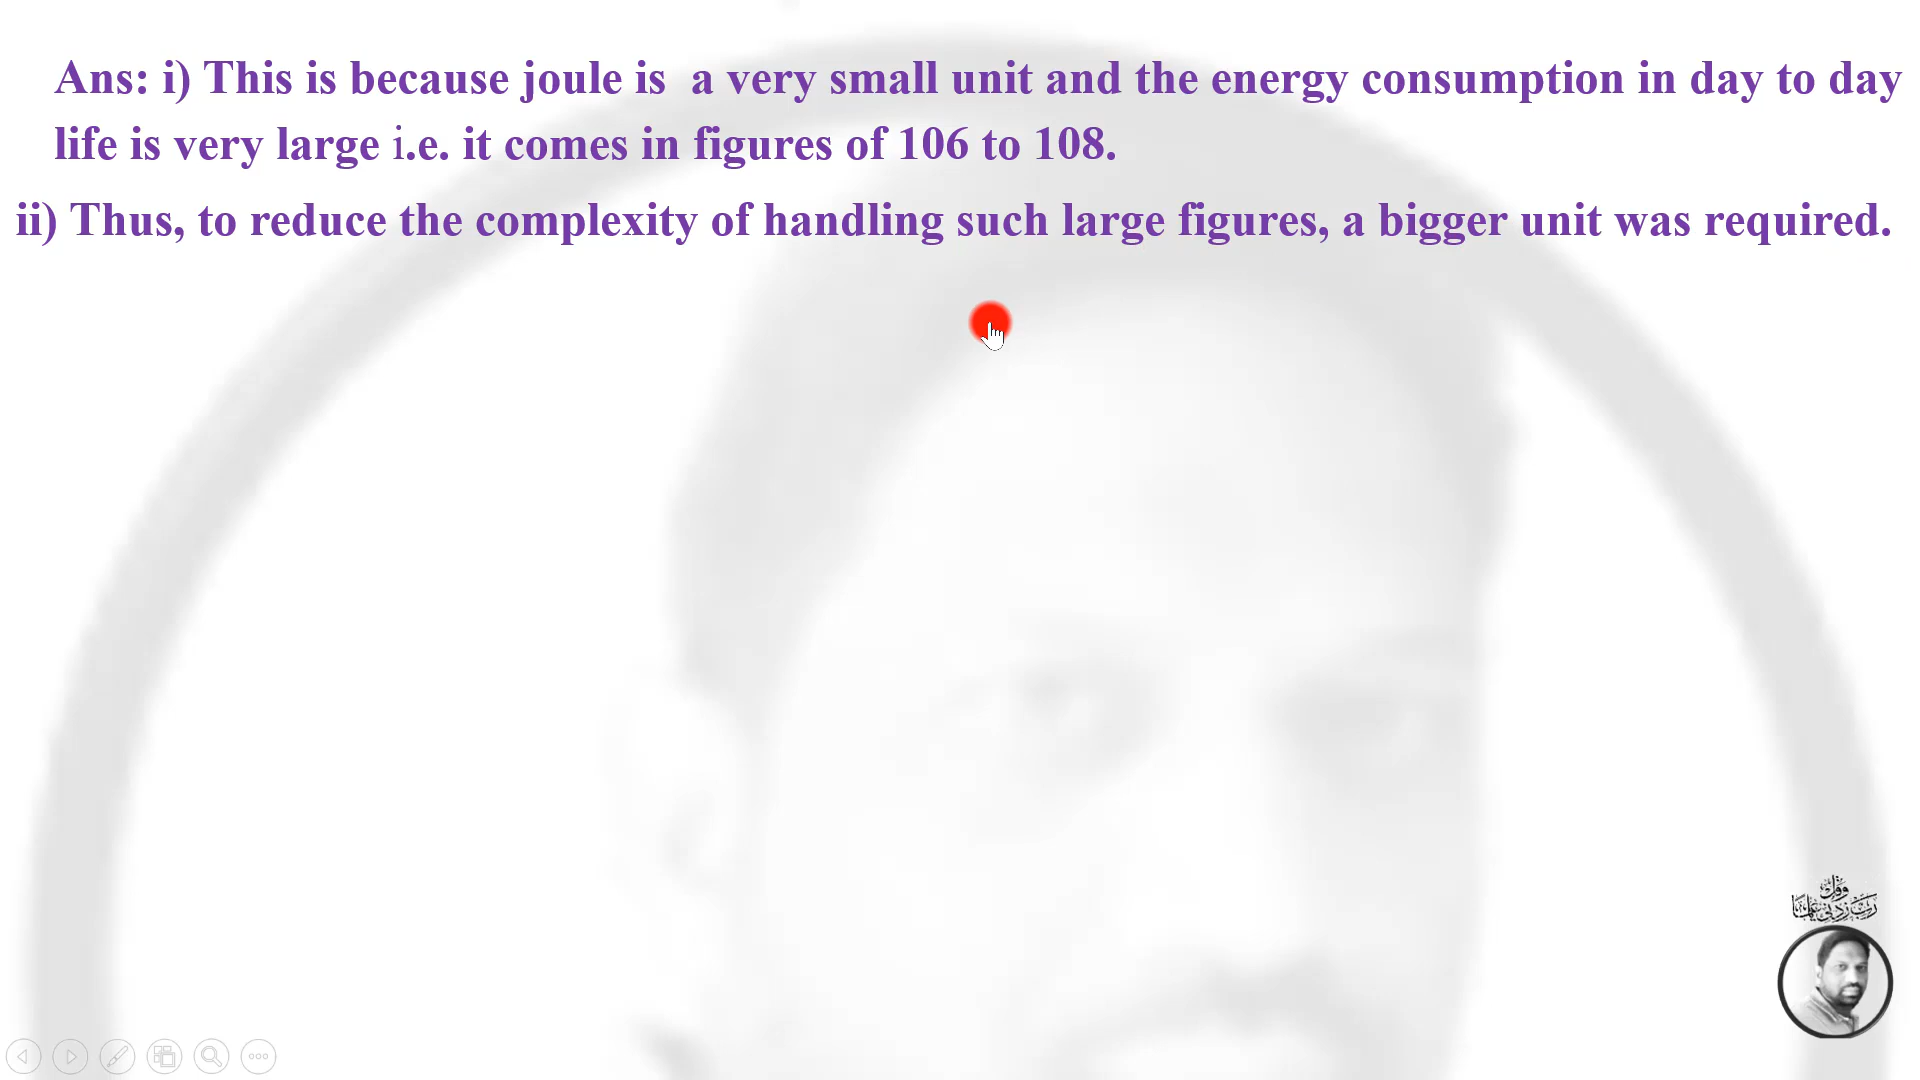 Ans: i) This is because joule is a very small unit and the energy consumption in day to day
life is very large i.e. it comes in figures of 106 to 108.
ii) Thus, to reduce the complexity of handling such large figures, a bigger unit was required.
وَقُل
رَبِّ زِدْنِي عِلْمًا